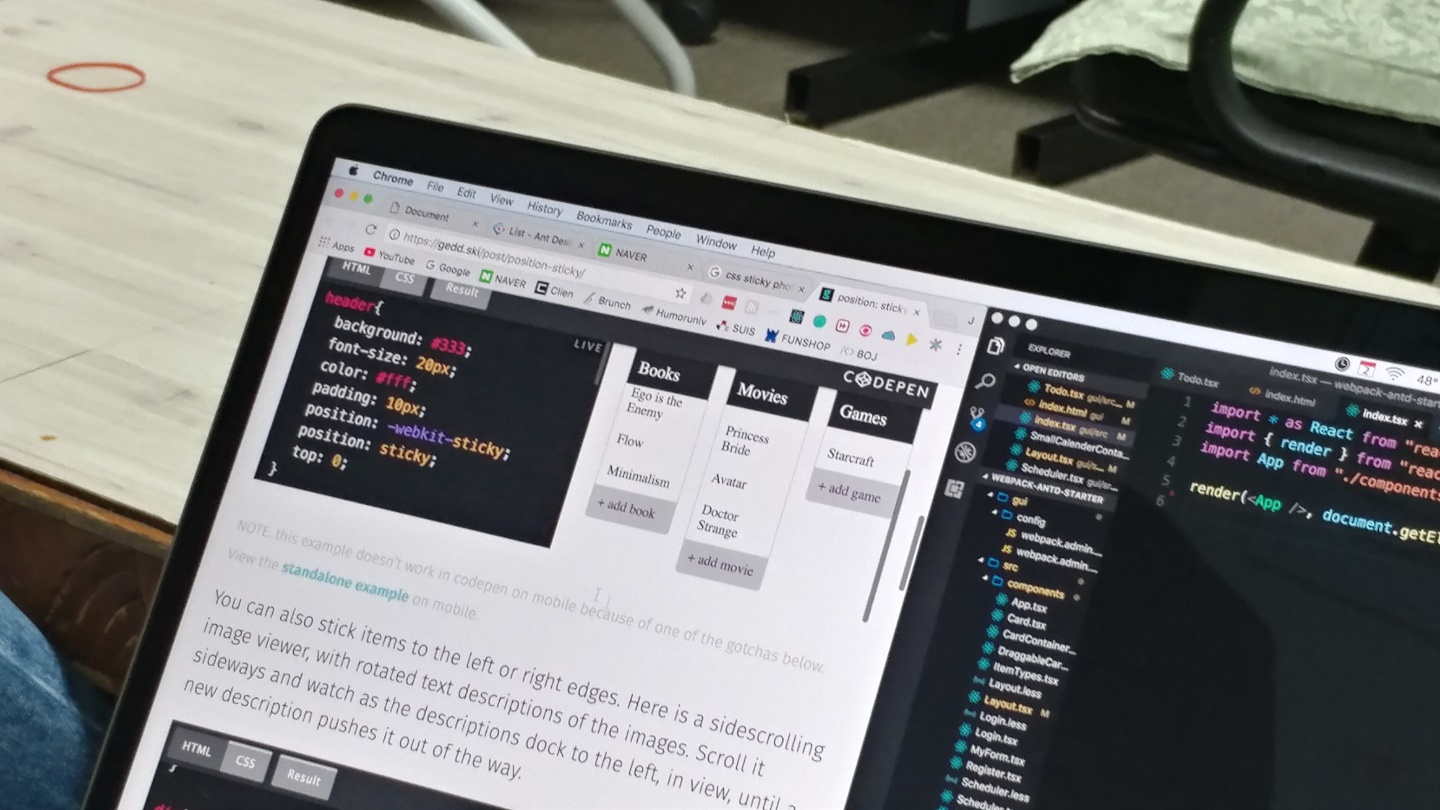 Chrome File Edit View History Bookmarks People Window Help
Document
List - Ant Des
NAVER
css sticky pho
position: stick
J
https://gedd.ski/post/position-sticky/
Apps YouTube Google NAVER Clien Brunch Humoruniv SUIS FUNSHOP BOJ
HTML CSS Result
CODEPEN
LIVE
header{
background: #333;
font-size: 20px;
color: #fff;
padding: 10px;
position: -webkit-sticky;
position: sticky;
top: 0;
}
Books
Ego is the
Enemy
Flow
Minimalism
+ add book
Movies
Princess
Bride
Avatar
Doctor
Strange
+ add movie
Games
Starcraft
+ add game
NOTE: this example doesn't work in codepen on mobile because of one of the gotchas below.
View the standalone example on mobile.
You can also stick items to the left or right edges. Here is a sidescrolling
image viewer, with rotated text descriptions of the images. Scroll it
sideways and watch as the descriptions dock to the left, in view, until a
new description pushes it out of the way.
HTML CSS Result
2
48°
index.tsx — webpack-antd-star
EXPLORER
OPEN EDITORS
Todo.tsx gui/src... M
index.html gui M
index.tsx gui/src M
SmallCalenderConta...
Layout.tsx gui/s... M
Scheduler.tsx gui/sr...
4
WEBPACK-ANTD-STARTER
gui
config
webpack.admin....
webpack.admin....
src
components
App.tsx
Card.tsx
CardContainer...
DraggableCar...
ItemTypes.tsx
Layout.less
Layout.tsx M
Login.less
Login.tsx
MyForm.tsx
Register.tsx
Scheduler.less
Scheduler.ts
Todo.tsx
index.html
index.tsx
1 import * as React from "rea
2 import { render } from "reac
3 import App from "./components
4
5 render(<App />, document.getEl
6